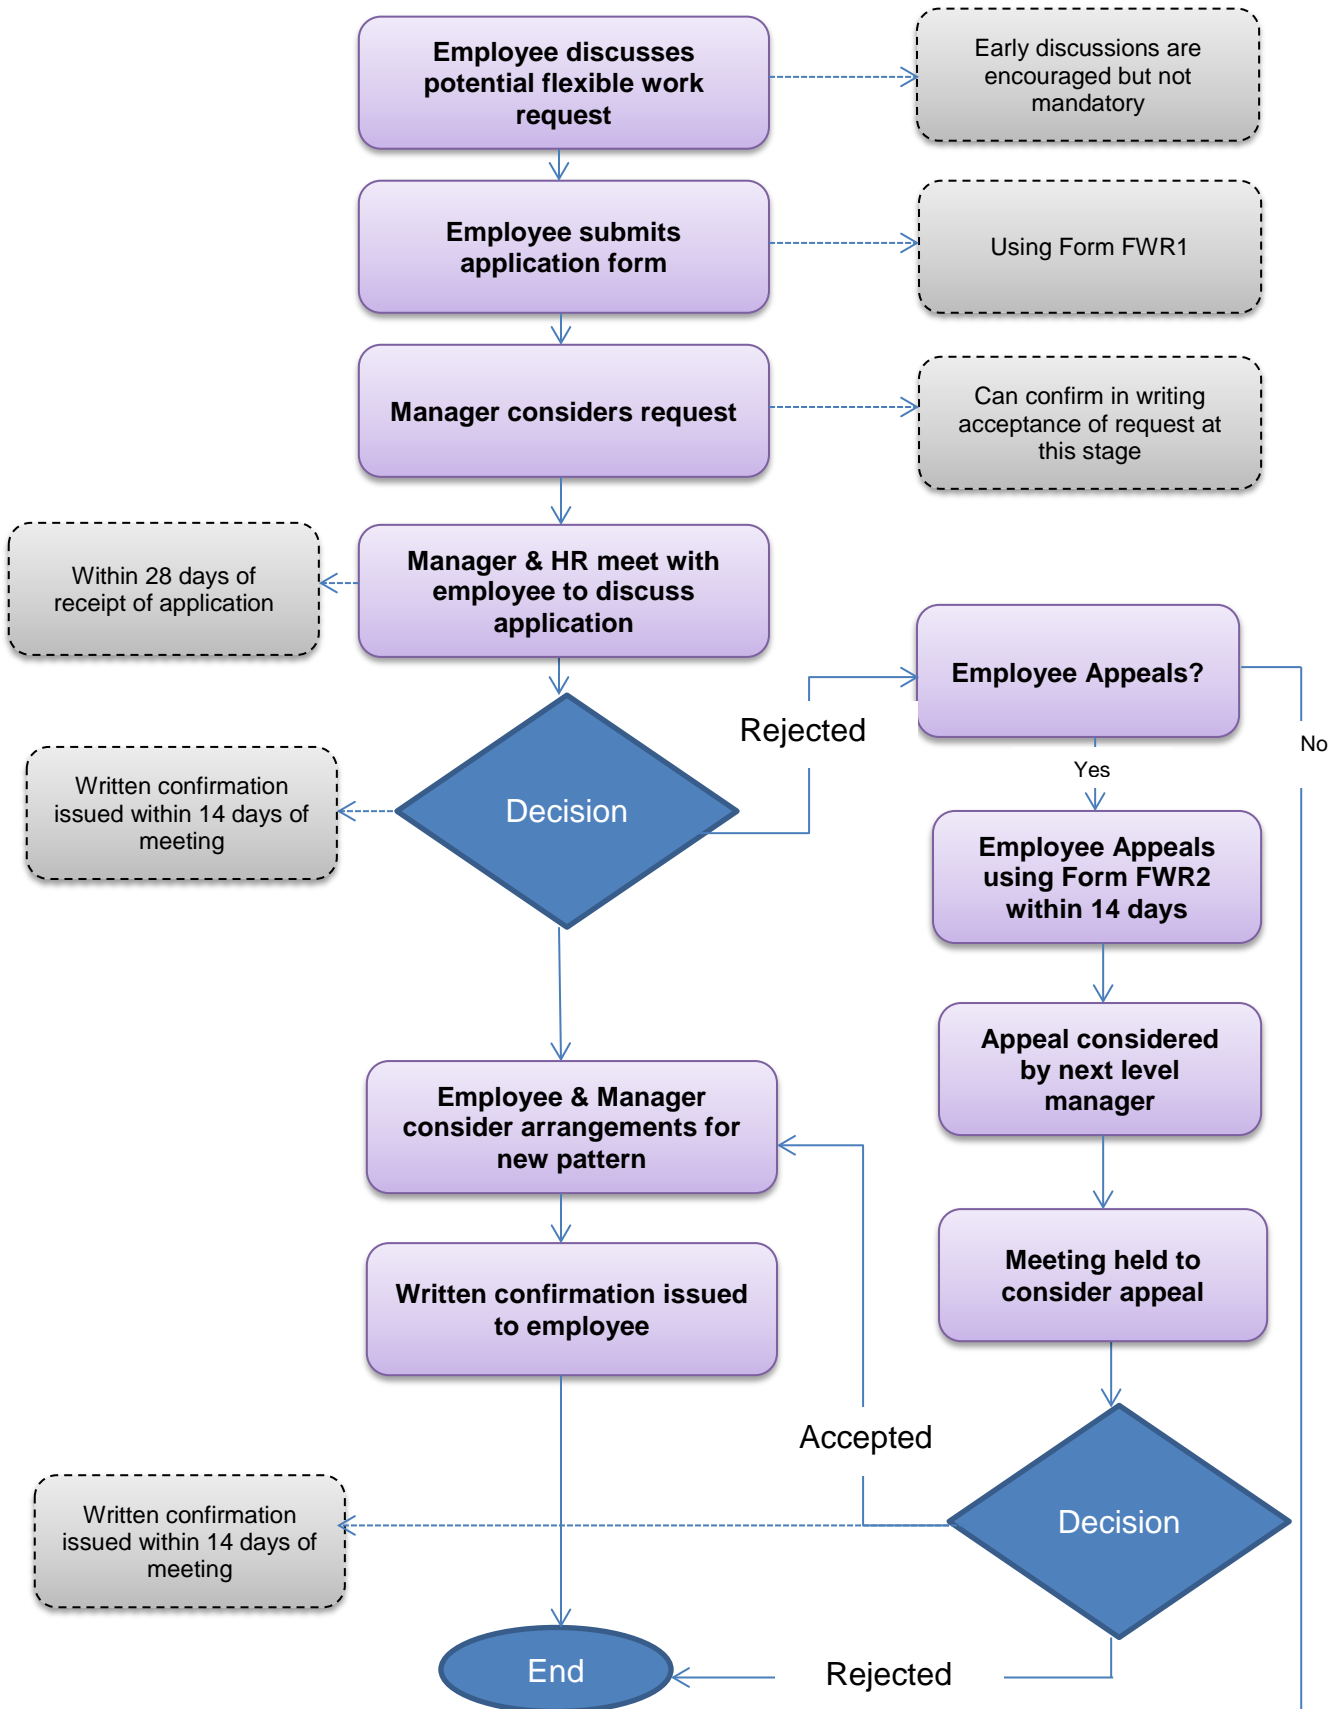 Employee discusses
potential flexible work
request
Early discussions are
encouraged but not
mandatory
Employee submits
application form
Using Form FWR1
Manager considers request
Can confirm in writing
acceptance of request at
this stage
Within 28 days of
receipt of application
Manager & HR meet with
employee to discuss
application
Employee Appeals?
Rejected
No
Yes
Written confirmation
issued within 14 days of
meeting
Decision
Employee Appeals
using Form FWR2
within 14 days
Appeal considered
by next level
manager
Employee & Manager
consider arrangements for
new pattern
Meeting held to
consider appeal
Written confirmation issued
to employee
Accepted
Written confirmation
issued within 14 days of
meeting
Decision
End
Rejected